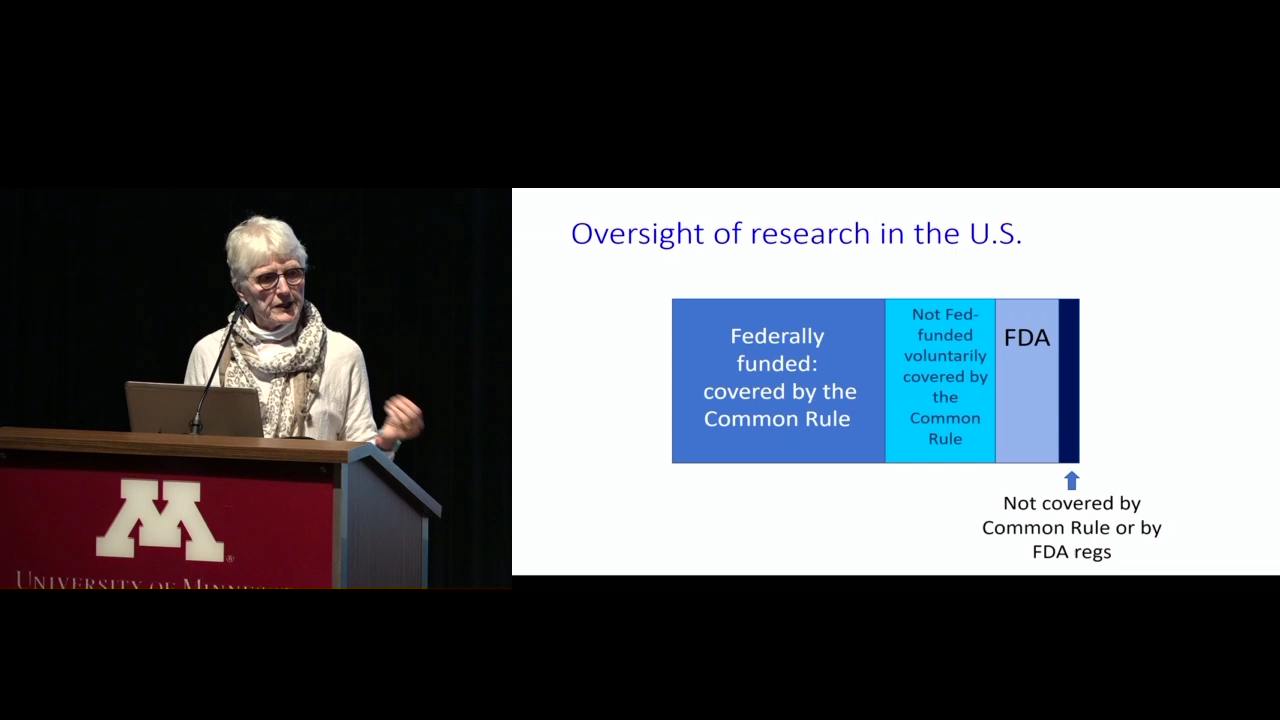 Oversight of research in the U.S.
Federally
funded:
covered by the
Common Rule
Not Fed-
funded
voluntarily
covered by
the
Common
Rule
FDA
Not covered by
Common Rule or by
FDA regs
M
UNIVERSITY OF